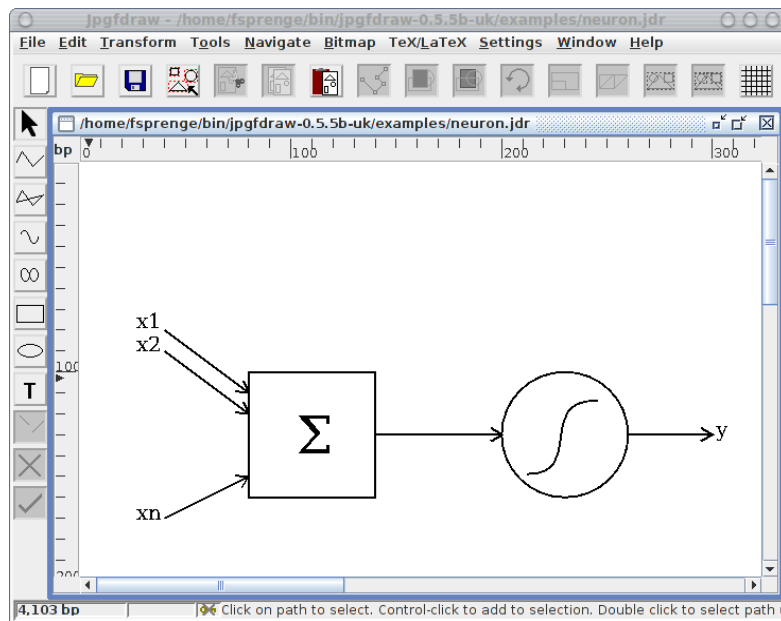 Jpgfdraw - /home/fsprenge/bin/jpgfdraw-0.5.5b-uk/examples/neuron.jdr
File Edit Transform Tools Navigate Bitmap TeX/LaTeX Settings Window Help
/home/fsprenge/bin/jpgfdraw-0.5.5b-uk/examples/neuron.jdr
bp 0 100 200 300
x1
x2
100
T
Σ
y
xn
200
4,103 bp Click on path to select. Control-click to add to selection. Double click to select path